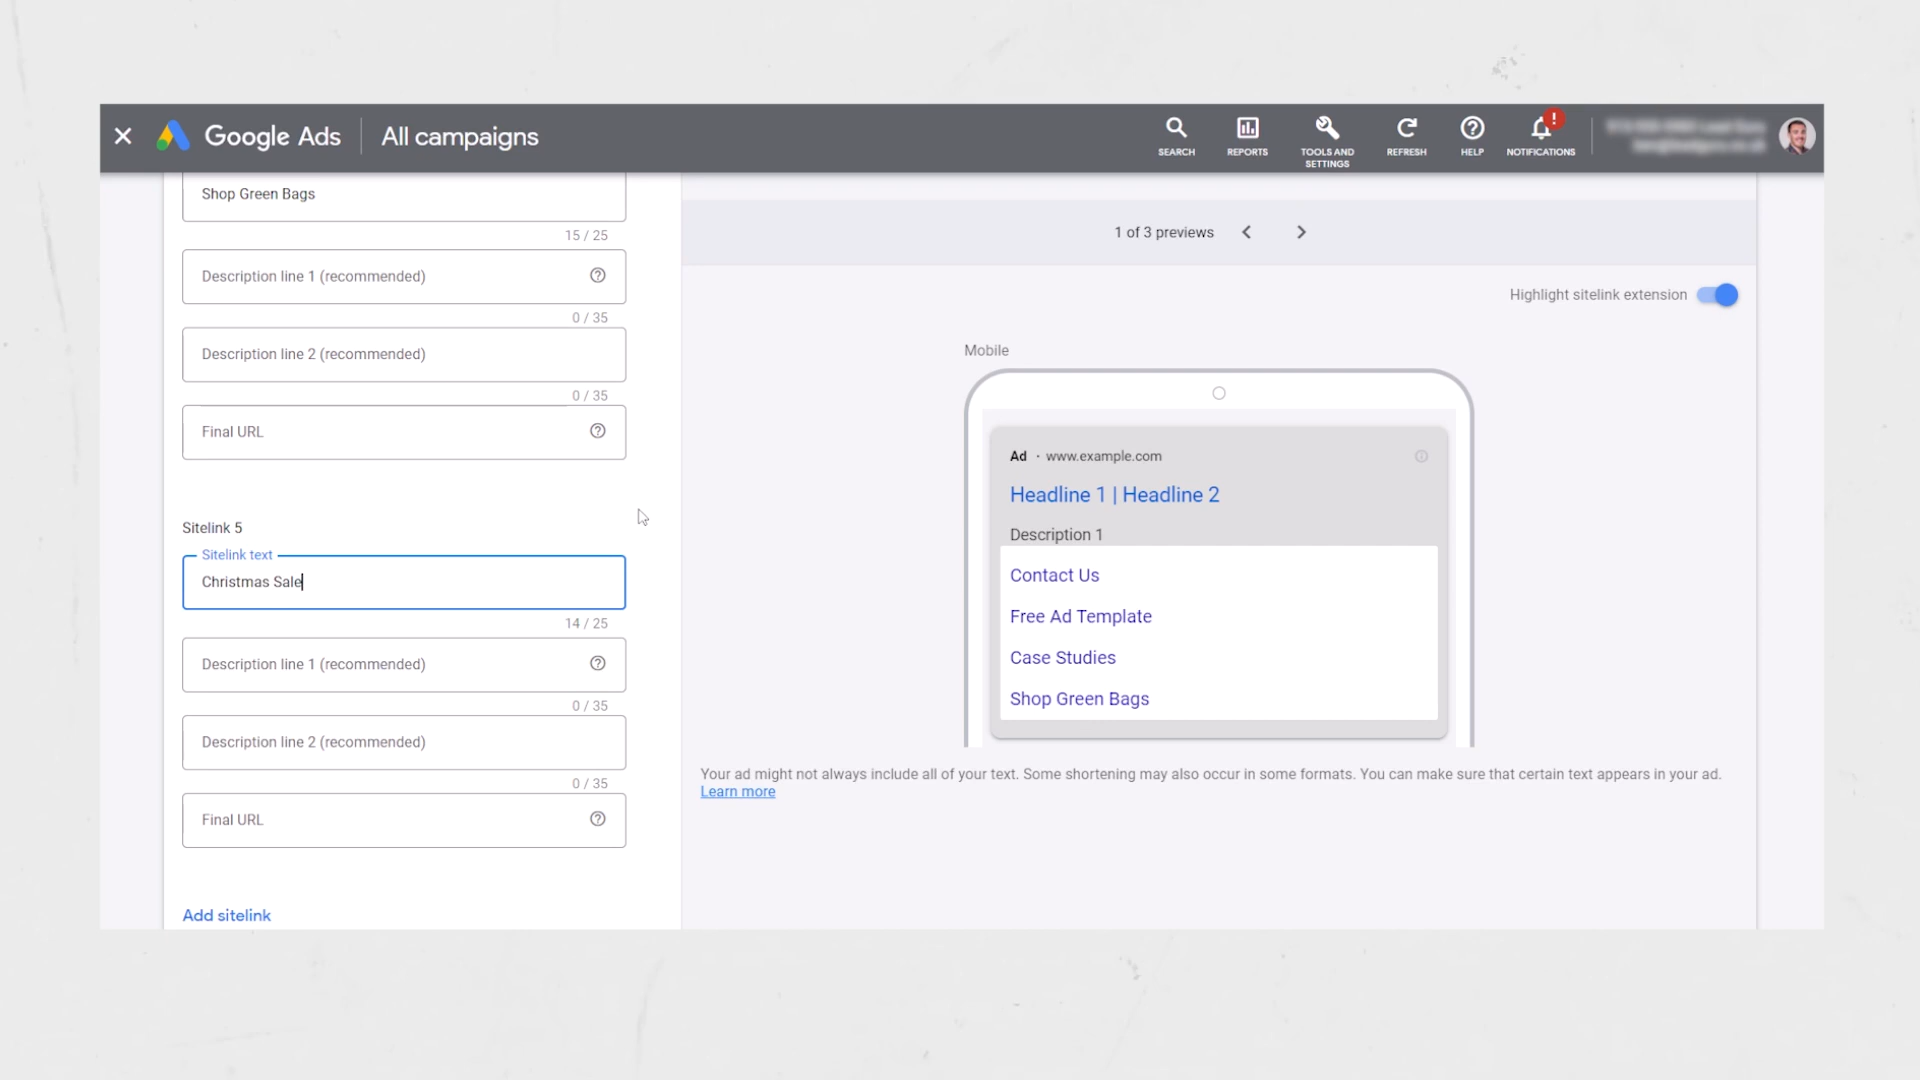 Google Ads
All campaigns
SEARCH
REPORTS
TOOLS AND
SETTINGS
REFRESH
HELP
!
NOTIFICATIONS
Shop Green Bags
15 / 25
Description line 1 (recommended)
0 / 35
Description line 2 (recommended)
0 / 35
Final URL
Sitelink 5
Sitelink text
Christmas Sale
14 / 25
Description line 1 (recommended)
0 / 35
Description line 2 (recommended)
0 / 35
Final URL
Add sitelink
1 of 3 previews
Highlight sitelink extension
Mobile
Ad · www.example.com
Headline 1 | Headline 2
Description 1
Contact Us
Free Ad Template
Case Studies
Shop Green Bags
Your ad might not always include all of your text. Some shortening may also occur in some formats. You can make sure that certain text appears in your ad.
Learn more